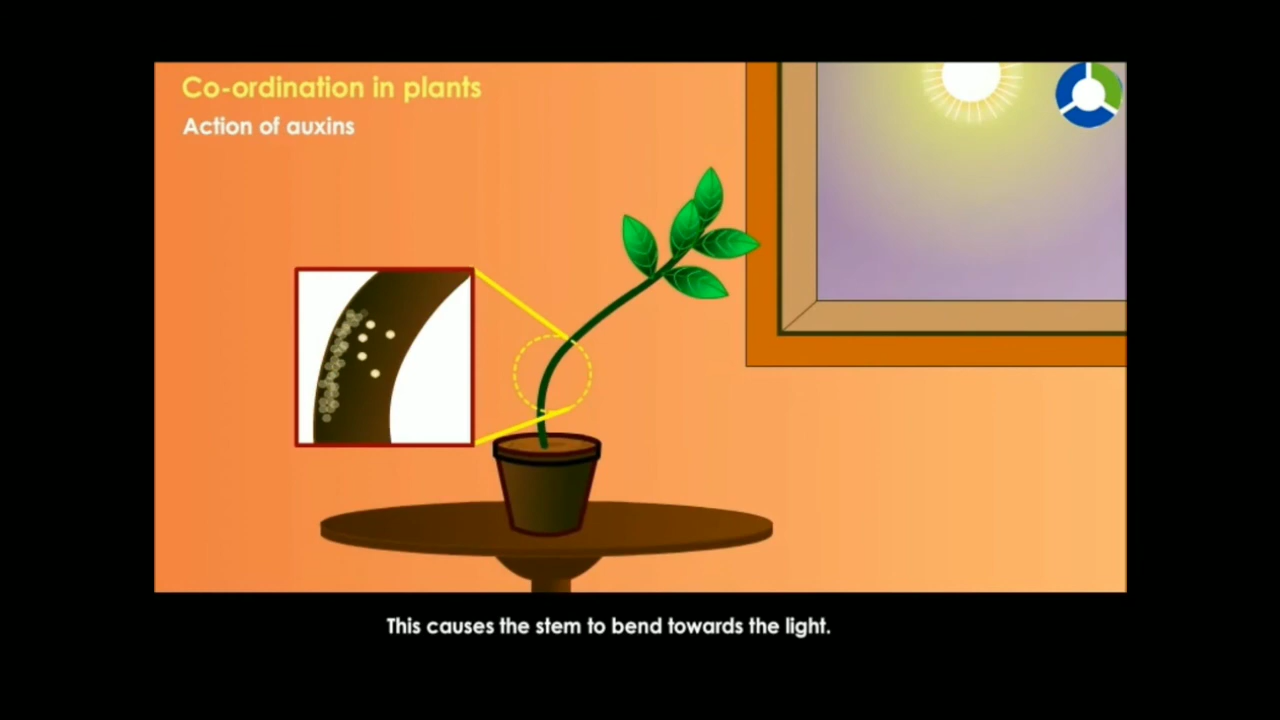 Co-ordination in plants
Action of auxins
This causes the stem to bend towards the light.